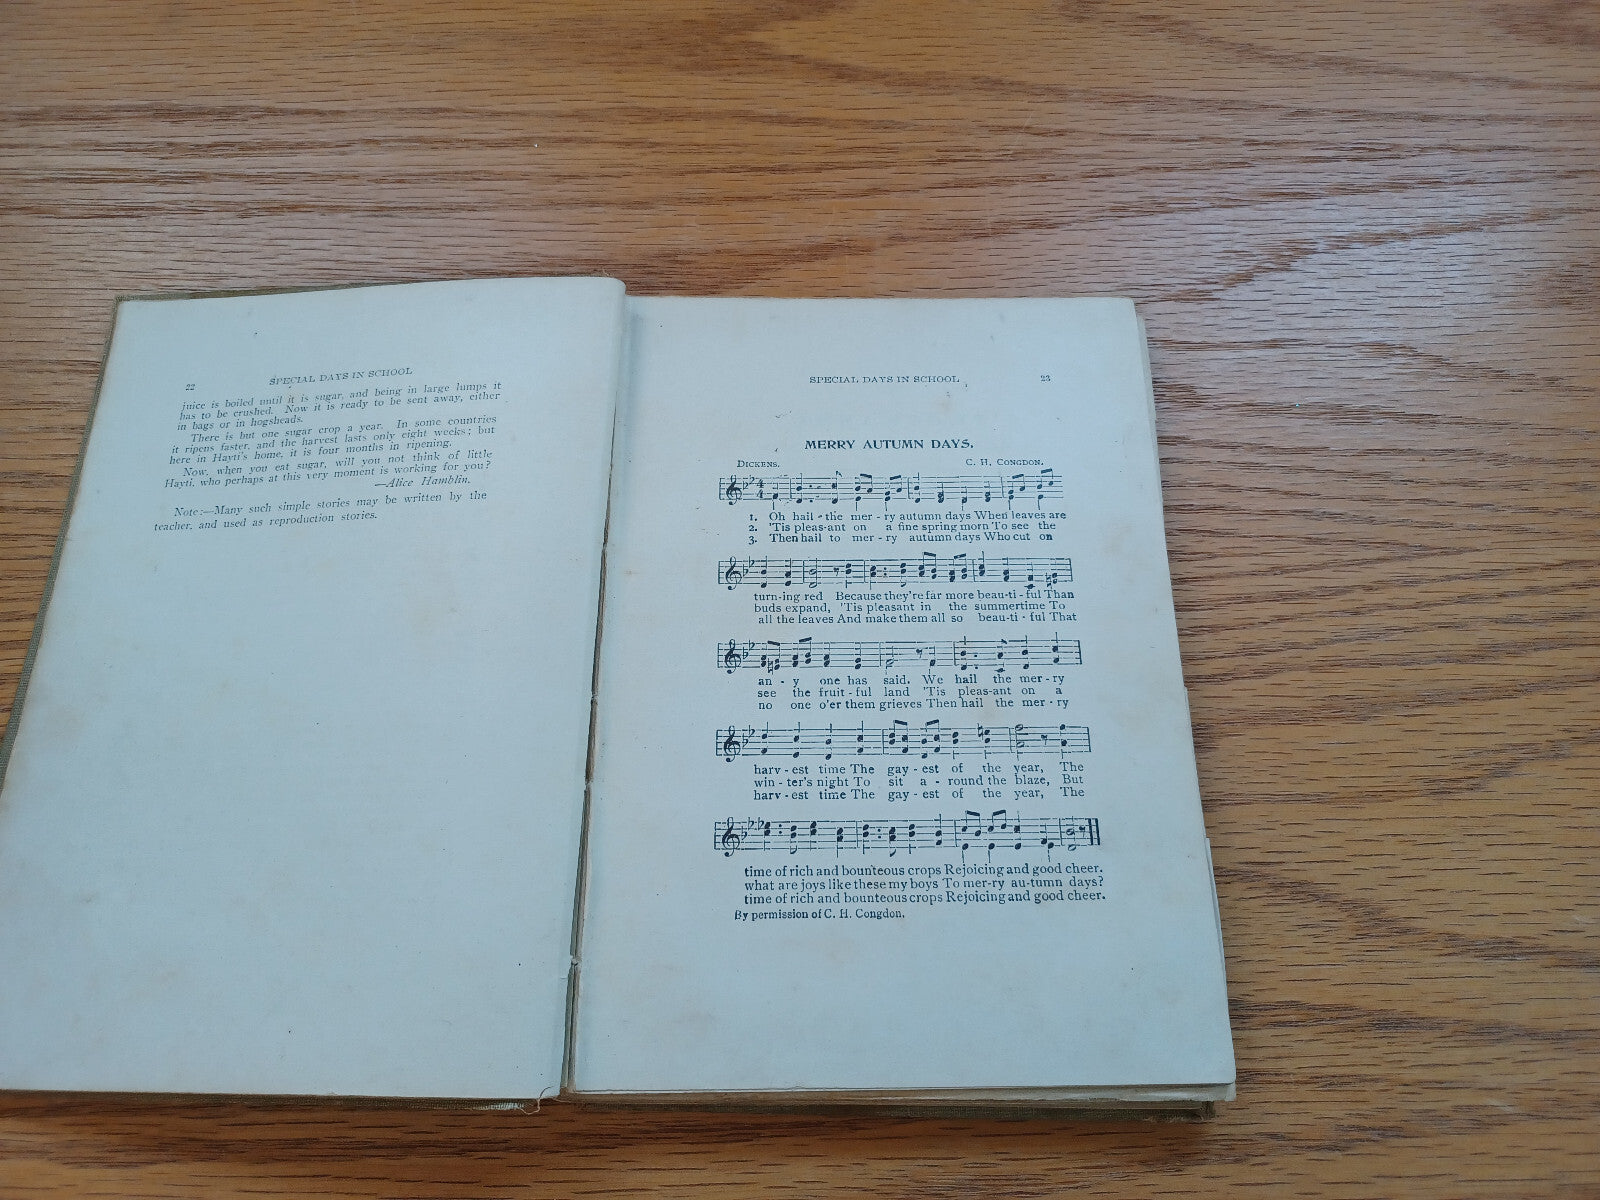 22
SPECIAL DAYS IN SCHOOL
juice is boiled until it is sugar, and being in large lumps it
has to be crushed. Now it is ready to be sent away, either
in bags or in hogsheads.
There is but one sugar crop a year. In some countries
it ripens faster, and the harvest lasts only eight weeks; but
here in Hayti's home, it is four months in ripening.
Now, when you eat sugar, will you not think of little
Hayti, who perhaps at this very moment is working for you?
—Alice Hamblin.
Note:—Many such simple stories may be written by the
teacher, and used as reproduction stories.
SPECIAL DAYS IN SCHOOL
23
MERRY AUTUMN DAYS.
DICKENS.
C. H. CONGDON.
4
4
1. Oh hail - the mer - ry autumn days When leaves are
2. 'Tis pleas-ant on a fine spring morn To see the
3. Then hail to mer - ry autumn days Who cut on
turn-ing red Because they're far more beau-ti - ful Than
buds expand, 'Tis pleasant in the summertime To
all the leaves And make them all so beau-ti - ful That
an - y one has said. We hail the mer - ry
see the fruit - ful land 'Tis pleas-ant on a
no one o'er them grieves Then hail the mer - ry
harv - est time The gay - est of the year, The
win - ter's night To sit a - round the blaze, But
harv - est time The gay - est of the year, The
time of rich and bounteous crops Rejoicing and good cheer.
what are joys like these my boys To mer-ry au-tumn days?
time of rich and bounteous crops Rejoicing and good cheer.
By permission of C. H. Congdon.